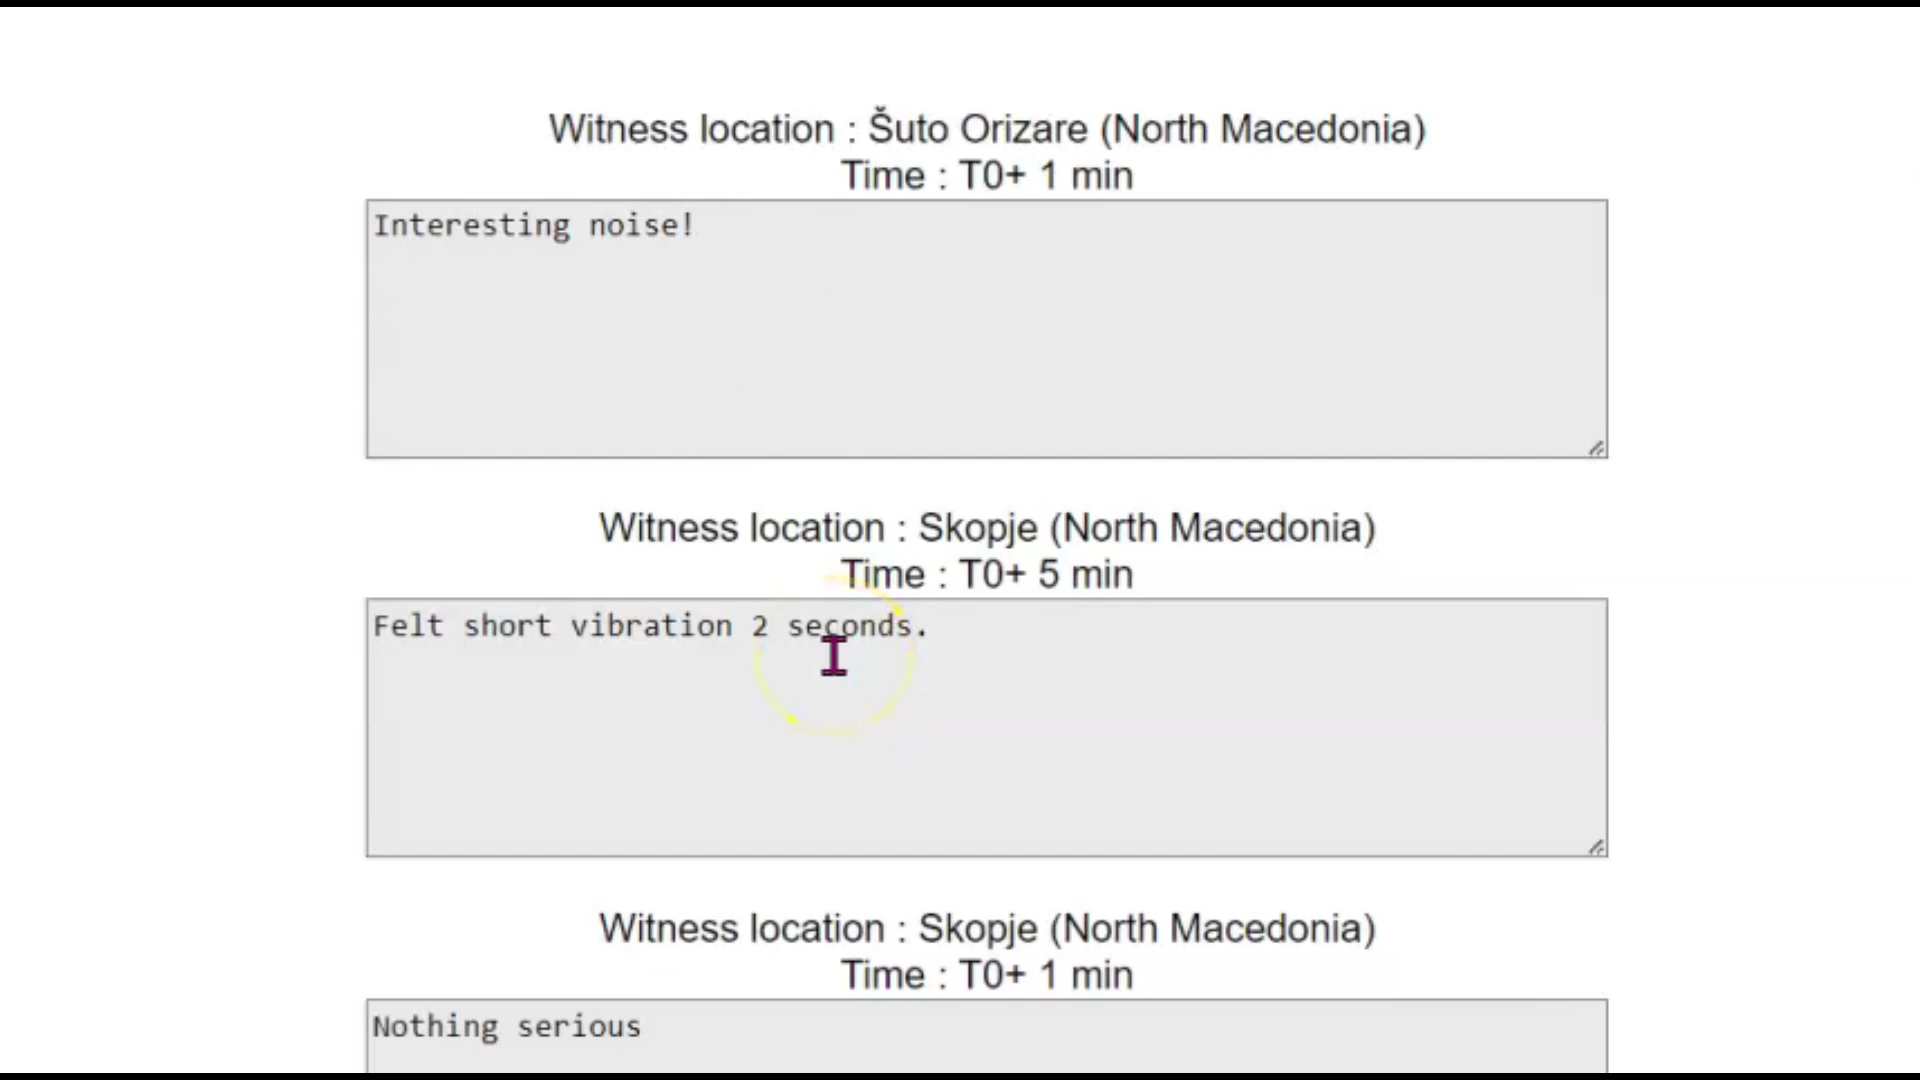 Witness location : Šuto Orizare (North Macedonia)
Time : T0+ 1 min
Interesting noise!
Witness location : Skopje (North Macedonia)
Time : T0+ 5 min
Felt short vibration 2 seconds.
Witness location : Skopje (North Macedonia)
Time : T0+ 1 min
Nothing serious